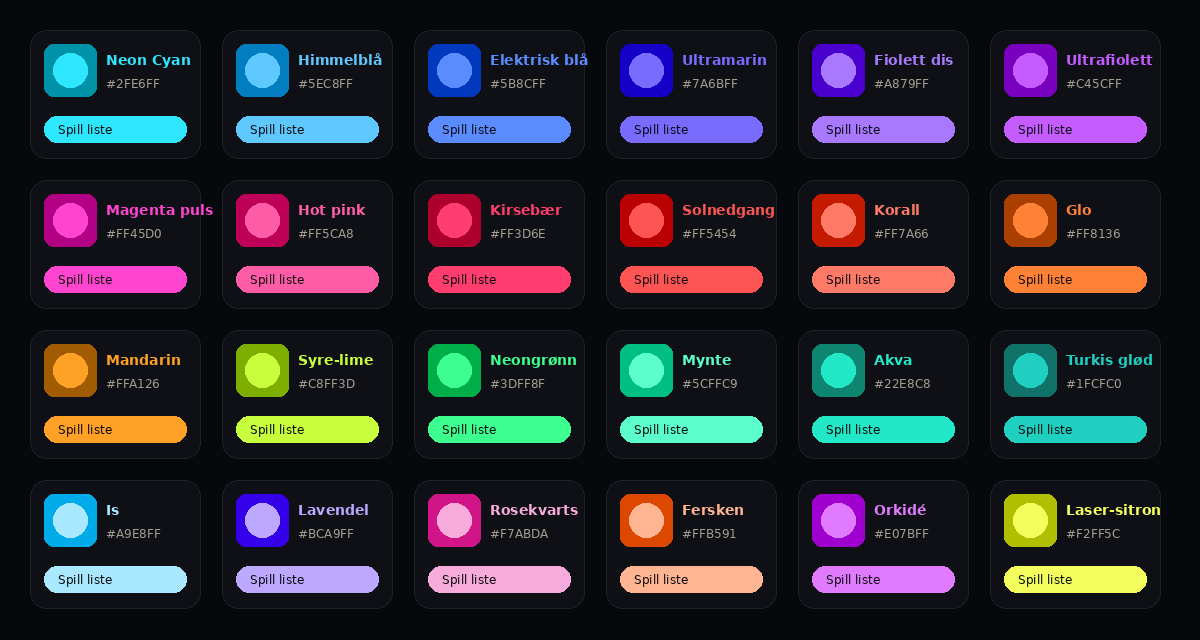 Neon Cyan
#2FE6FF
Spill liste
Himmelblå
#5EC8FF
Spill liste
Elektrisk blå
#5B8CFF
Spill liste
Ultramarin
#7A6BFF
Spill liste
Fiolett dis
#A879FF
Spill liste
Ultrafiolett
#C45CFF
Spill liste
Magenta puls
#FF45D0
Spill liste
Hot pink
#FF5CA8
Spill liste
Kirsebær
#FF3D6E
Spill liste
Solnedgang
#FF5454
Spill liste
Korall
#FF7A66
Spill liste
Glo
#FF8136
Spill liste
Mandarin
#FFA126
Spill liste
Syre-lime
#C8FF3D
Spill liste
Neongrønn
#3DFF8F
Spill liste
Mynte
#5CFFC9
Spill liste
Akva
#22E8C8
Spill liste
Turkis glød
#1FCFC0
Spill liste
Is
#A9E8FF
Spill liste
Lavendel
#BCA9FF
Spill liste
Rosekvarts
#F7ABDA
Spill liste
Fersken
#FFB591
Spill liste
Orkidé
#E07BFF
Spill liste
Laser-sitron
#F2FF5C
Spill liste